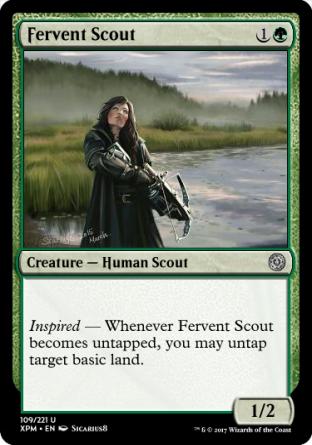 Fervent Scout 1
Creature — Human Scout
Inspired — Whenever Fervent Scout
becomes untapped, you may untap
target basic land.
1/2
109/221 U
XPM • EN Sicarius8
™ & © 2017 Wizards of the Coast